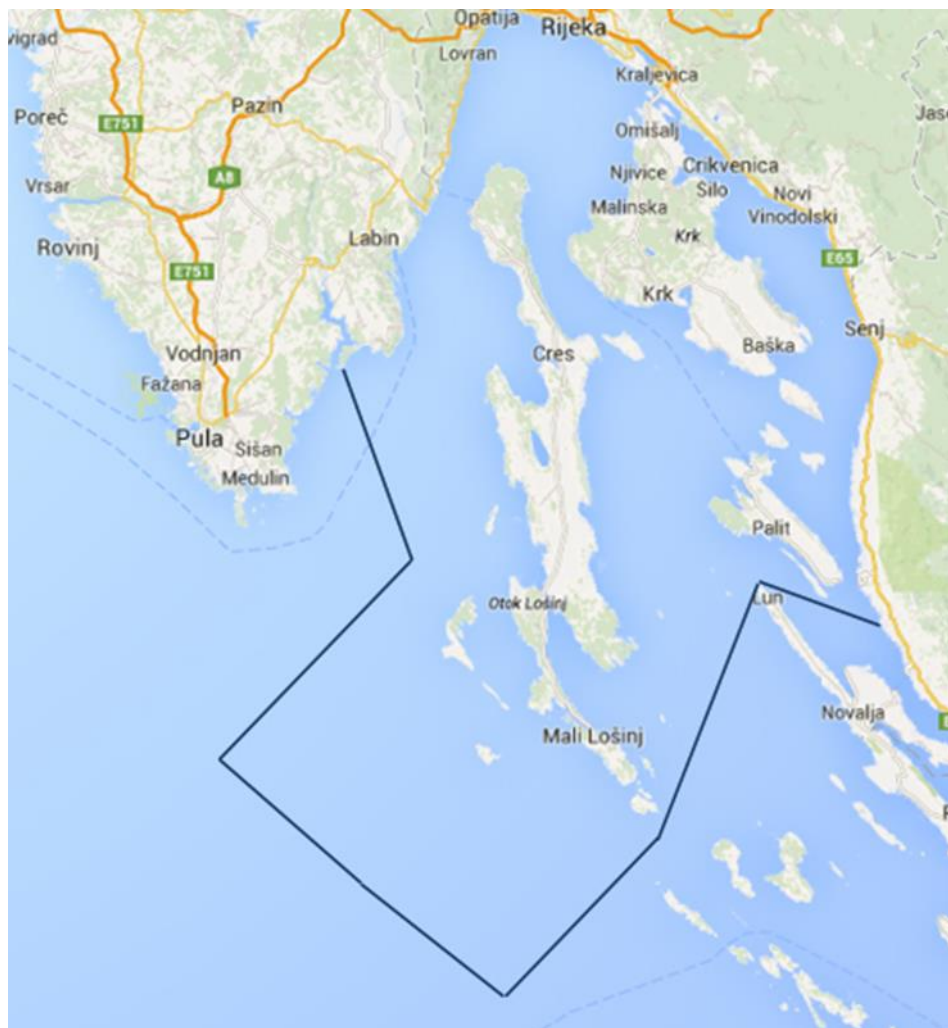 Opatija
Rijeka
vigrad
Lovran
Kraljevica
Pazin
Poreč
E751
Jase
Omišalj
Crikvenica
Njivice
A8
Silo
Vrsar
Novi
Vinodolski
Malinska
Krk
Labin
Rovinj
E65
E751
Krk
Senj
Baška
Vodnjan
Cres
Fažana
Pula
Šišan
Medulin
Palit
Otok Lošinj
Lun
Novalja
Mali Lošinj